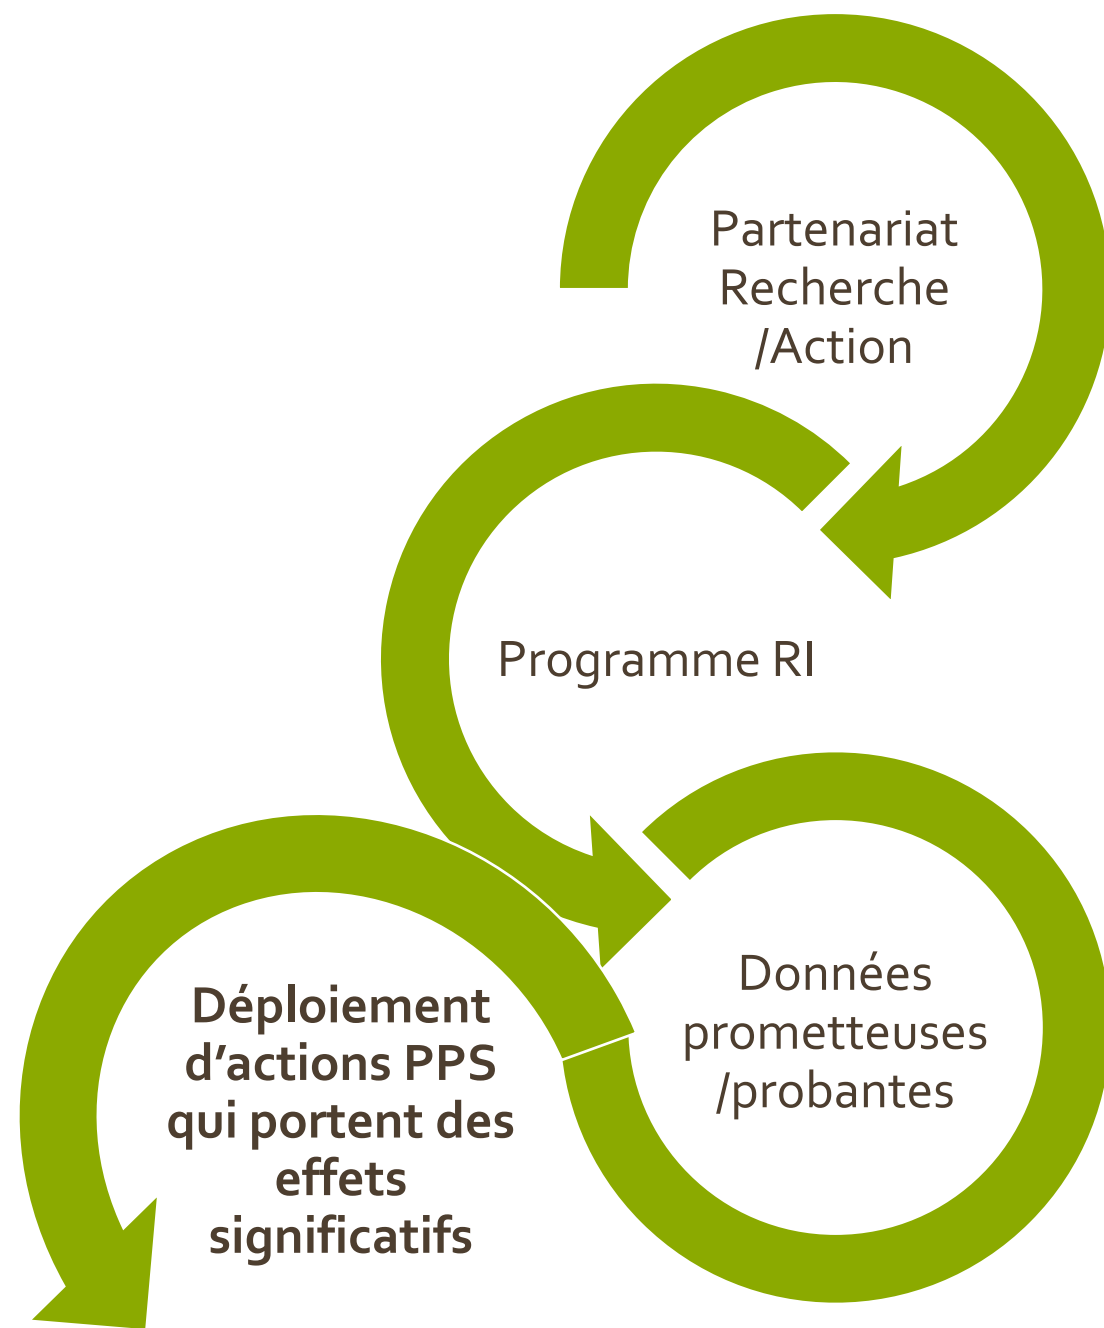 Partenariat
Recherche
/Action
Programme RI
Données
prometteuses
/probantes
Déploiement
d’actions PPS
qui portent des
effets
significatifs